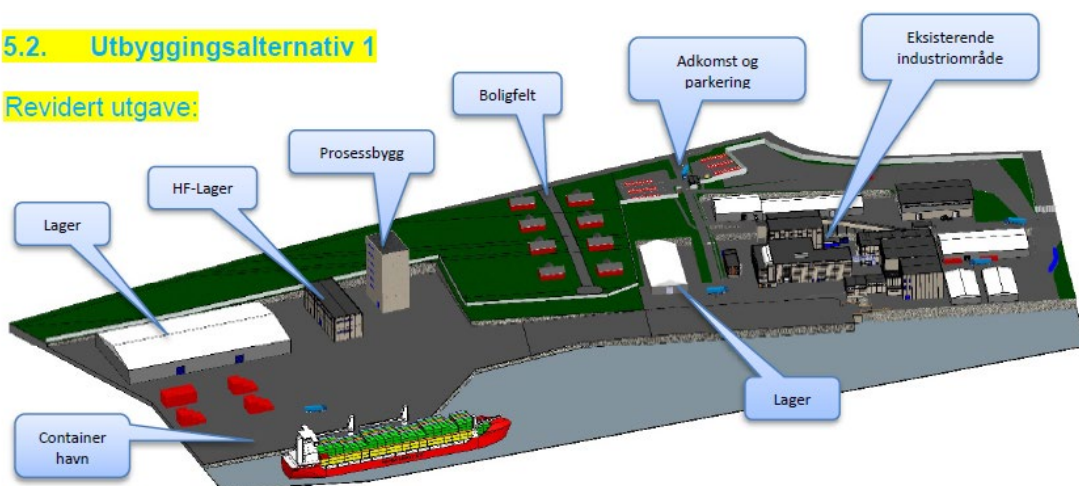 5.2. Utbyggingsalternativ 1
Revidert utgave:
Eksisterende
industriområde
Adkomst og
parkering
Boligfelt
Prosessbygg
HF-Lager
Lager
Lager
Container
havn